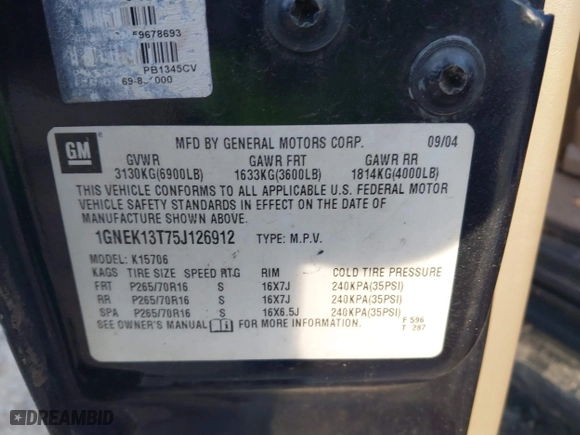 59678693
PB1345CV
GM
MFD BY GENERAL MOTORS CORP. 09/04
GVWR GAWR FRT GAWR RR
3130KG(6900LB) 1633KG(3600LB) 1814KG(4000LB)
THIS VEHICLE CONFORMS TO ALL APPLICABLE U.S. FEDERAL MOTOR
VEHICLE SAFETY STANDARDS IN EFFECT ON THE DATE OF
MANUFACTURE SHOWN ABOVE.
1GNEK13T75J126912 TYPE: M.P.V.
MODEL: K15706
KAGS TIRE SIZE SPEED RTG RIM COLD TIRE PRESSURE
FRT P265/70R16 S 16X7J 240KPA(35PSI)
RR P265/70R16 S 16X7J 240KPA(35PSI)
SPA P265/70R16 S 16X6.5J 240KPA(35PSI)
SEE OWNER'S MANUAL FOR MORE INFORMATION. F 596
T 287
DREAMBID